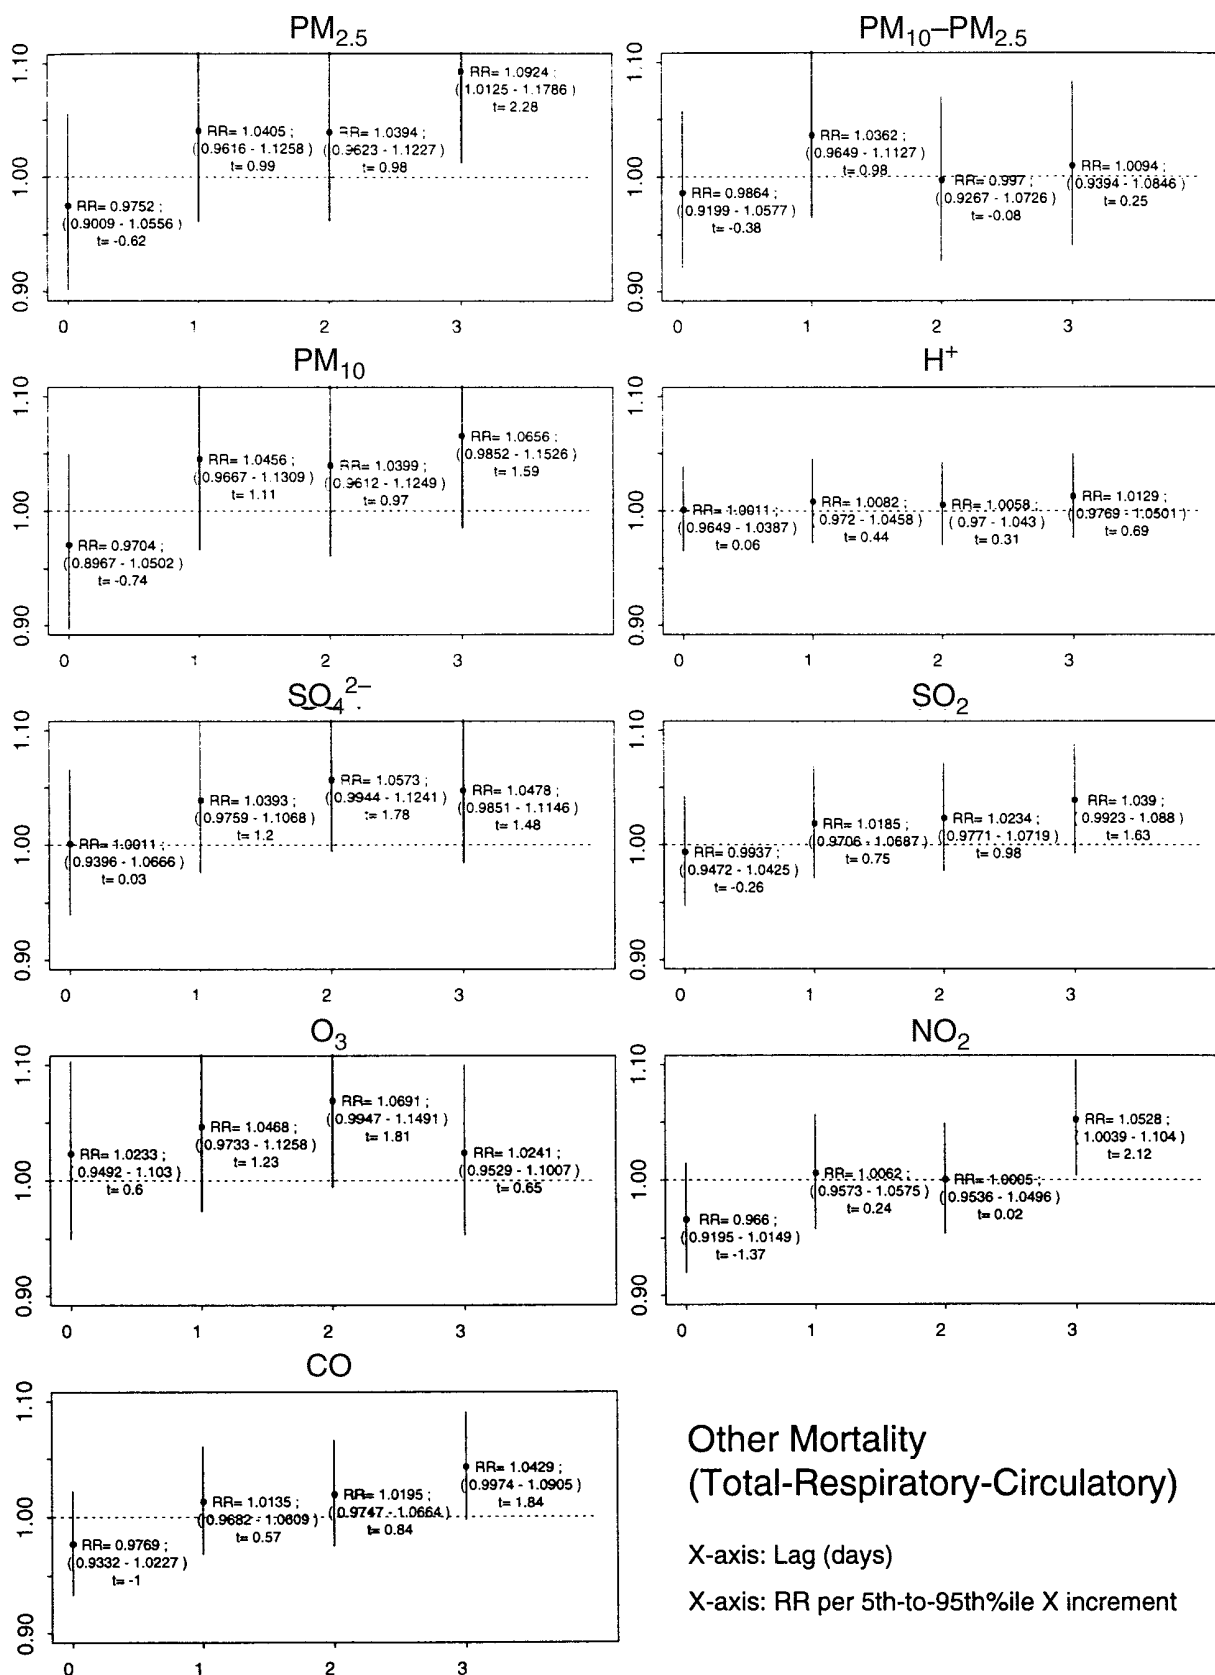 PM2.5
1.10
1.00
0.90
RR= 0.9752 ;
( 0.9009 - 1.0556 )
t= -0.62
RR= 1.0405 ;
( 0.9616 - 1.1258 )
t= 0.99
RR= 1.0394 ;
( 0.9623 - 1.1227 )
t= 0.98
RR= 1.0924 ;
( 1.0125 - 1.1786 )
t= 2.28
0 1 2 3
PM10–PM2.5
1.10
1.00
0.90
RR= 0.9864 ;
( 0.9199 - 1.0577 )
t= -0.38
RR= 1.0362 ;
( 0.9649 - 1.1127 )
t= 0.98
RR= 0.997 ;
( 0.9267 - 1.0726 )
t= -0.08
RR= 1.0094 ;
( 0.9394 - 1.0846 )
t= 0.25
0 1 2 3
PM10
1.10
1.00
0.90
RR= 0.9704 ;
( 0.8967 - 1.0502 )
t= -0.74
RR= 1.0456 ;
( 0.9667 - 1.1309 )
t= 1.11
RR= 1.0399 ;
( 0.9612 - 1.1249 )
t= 0.97
RR= 1.0656 ;
( 0.9852 - 1.1526 )
t= 1.59
0 1 2 3
H+
1.10
1.00
0.90
RR= 1.0011 ;
( 0.9649 - 1.0387 )
t= 0.06
RR= 1.0082 ;
( 0.972 - 1.0458 )
t= 0.44
RR= 1.0058 ;
( 0.97 - 1.043 )
t= 0.31
RR= 1.0129 ;
( 0.9769 - 1.0501 )
t= 0.69
0 1 2 3
SO4 2–
1.10
1.00
0.90
RR= 1.0011 ;
( 0.9396 - 1.0666 )
t= 0.03
RR= 1.0393 ;
( 0.9759 - 1.1068 )
t= 1.2
RR= 1.0573 ;
( 0.9944 - 1.1241 )
t= 1.78
RR= 1.0478 ;
( 0.9851 - 1.1146 )
t= 1.48
0 1 2 3
SO2
1.10
1.00
0.90
RR= 0.9937 ;
( 0.9472 - 1.0425 )
t= -0.26
RR= 1.0185 ;
( 0.9706 - 1.0687 )
t= 0.75
RR= 1.0234 ;
( 0.9771 - 1.0719 )
t= 0.98
RR= 1.039 ;
( 0.9923 - 1.088 )
t= 1.63
0 1 2 3
O3
1.10
1.00
0.90
RR= 1.0233 ;
( 0.9492 - 1.103 )
t= 0.6
RR= 1.0468 ;
( 0.9733 - 1.1258 )
t= 1.23
RR= 1.0691 ;
( 0.9947 - 1.1491 )
t= 1.81
RR= 1.0241 ;
( 0.9529 - 1.1007 )
t= 0.65
0 1 2 3
NO2
1.10
1.00
0.90
RR= 0.966 ;
( 0.9195 - 1.0149 )
t= -1.37
RR= 1.0062 ;
( 0.9573 - 1.0575 )
t= 0.24
RR= 1.0005 ;
( 0.9536 - 1.0496 )
t= 0.02
RR= 1.0528 ;
( 1.0039 - 1.104 )
t= 2.12
0 1 2 3
CO
1.10
1.00
0.90
RR= 0.9769 ;
( 0.9332 - 1.0227 )
t= -1
RR= 1.0135 ;
( 0.9682 - 1.0609 )
t= 0.57
RR= 1.0195 ;
( 0.9747 - 1.0664 )
t= 0.84
RR= 1.0429 ;
( 0.9974 - 1.0905 )
t= 1.84
0 1 2 3
Other Mortality
(Total-Respiratory-Circulatory)
X-axis: Lag (days)
X-axis: RR per 5th-to-95th%ile X increment